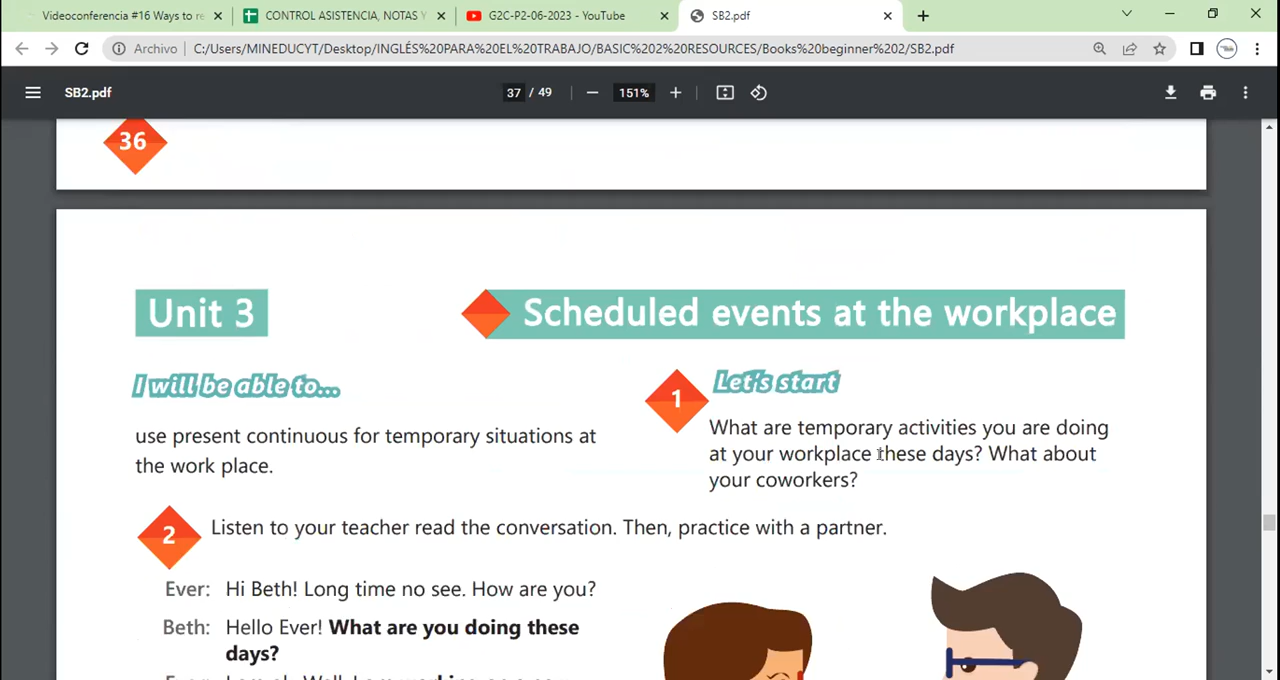 Videoconferencia #16 Ways to re
CONTROL ASISTENCIA, NOTAS Y
G2C-P2-06-2023 - YouTube
SB2.pdf
Archivo
C:/Users/MINEDUCYT/Desktop/INGLÉS%20PARA%20EL%20TRABAJO/BASIC%202%20RESOURCES/Books%20beginner%202/SB2.pdf
SB2.pdf
37 / 49
151%
36
Unit 3
Scheduled events at the workplace
I will be able to...
use present continuous for temporary situations at
the work place.
1
Let's start
What are temporary activities you are doing
at your workplace these days? What about
your coworkers?
2
Listen to your teacher read the conversation. Then, practice with a partner.
Ever: Hi Beth! Long time no see. How are you?
Beth: Hello Ever! What are you doing these
days?